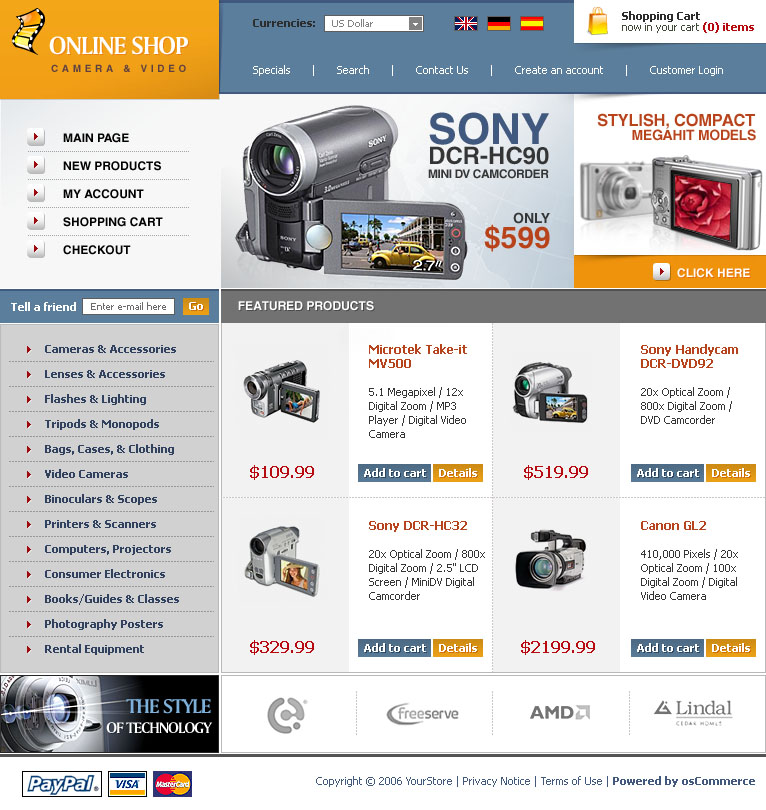 ONLINE SHOP
CAMERA & VIDEO
Currencies: US Dollar
Shopping Cart
now in your cart (0) items
Specials | Search | Contact Us | Create an account | Customer Login
MAIN PAGE
NEW PRODUCTS
MY ACCOUNT
SHOPPING CART
CHECKOUT
SONY
DCR-HC90
MINI DV CAMCORDER
ONLY
$599
SONY
SONY
2.7"
STYLISH, COMPACT
MEGAHIT MODELS
CLICK HERE
Tell a friend Enter e-mail here Go
FEATURED PRODUCTS
Cameras & Accessories
Lenses & Accessories
Flashes & Lighting
Tripods & Monopods
Bags, Cases, & Clothing
Video Cameras
Binoculars & Scopes
Printers & Scanners
Computers, Projectors
Consumer Electronics
Books/Guides & Classes
Photography Posters
Rental Equipment
Microtek Take-it
MV500
5.1 Megapixel / 12x
Digital Zoom / MP3
Player / Digital Video
Camera
$109.99 Add to cart Details
Sony Handycam
DCR-DVD92
20x Optical Zoom /
800x Digital Zoom /
DVD Camcorder
$519.99 Add to cart Details
Sony DCR-HC32
20x Optical Zoom / 800x
Digital Zoom / 2.5" LCD
Screen / MiniDV Digital
Camcorder
$329.99 Add to cart Details
Canon GL2
410,000 Pixels / 20x
Optical Zoom / 100x
Digital Zoom / Digital
Video Camera
$2199.99 Add to cart Details
THE STYLE
OF TECHNOLOGY
freeserve
AMD
Lindal
CEDAR HOMES
PayPal VISA MasterCard
Copyright © 2006 YourStore | Privacy Notice | Terms of Use | Powered by osCommerce